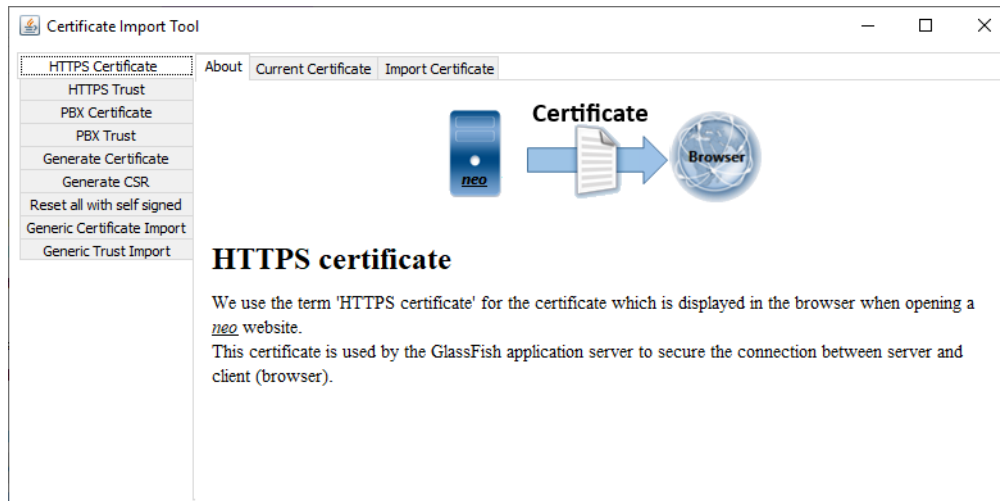 Certificate Import Tool
HTTPS Certificate
HTTPS Trust
PBX Certificate
PBX Trust
Generate Certificate
Generate CSR
Reset all with self signed
Generic Certificate Import
Generic Trust Import
About Current Certificate Import Certificate
Certificate
neo
Browser
HTTPS certificate
We use the term 'HTTPS certificate' for the certificate which is displayed in the browser when opening a
neo website.
This certificate is used by the GlassFish application server to secure the connection between server and
client (browser).